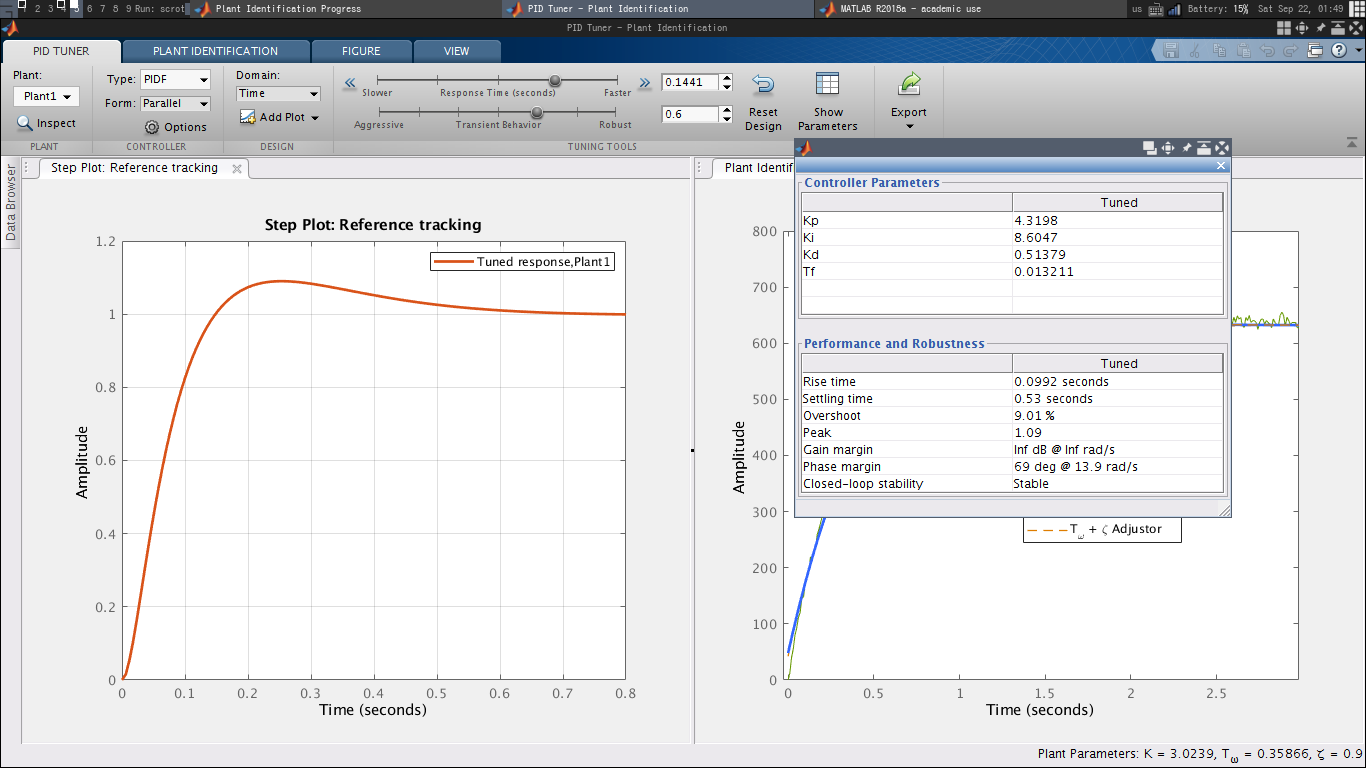 1 2 3 4 5 6 7 8 9 Run: scrot Plant Identification Progress PID Tuner - Plant Identification MATLAB R2018a - academic use us Battery: 15% Sat Sep 22, 01:49
PID Tuner - Plant Identification
PID TUNER PLANT IDENTIFICATION FIGURE VIEW
Plant:
Plant1
Inspect
PLANT
Type: PIDF
Form: Parallel
Options
CONTROLLER
Domain:
Time
Add Plot
DESIGN
Slower Response Time (seconds) Faster
0.1441
Aggressive Transient Behavior Robust
0.6
Reset
Design
Show
Parameters
TUNING TOOLS
Export
Data Browser
Step Plot: Reference tracking
Step Plot: Reference tracking
Tuned response,Plant1
Amplitude
1.2
1
0.8
0.6
0.4
0.2
0
0 0.1 0.2 0.3 0.4 0.5 0.6 0.7 0.8
Time (seconds)
Plant Identif
Controller Parameters
Tuned
Kp 4.3198
Ki 8.6047
Kd 0.51379
Tf 0.013211
Performance and Robustness
Tuned
Rise time 0.0992 seconds
Settling time 0.53 seconds
Overshoot 9.01 %
Peak 1.09
Gain margin Inf dB @ Inf rad/s
Phase margin 69 deg @ 13.9 rad/s
Closed-loop stability Stable
Amplitude
800
700
600
500
400
300
200
100
0
Tω + ζ Adjustor
0 0.5 1 1.5 2 2.5
Time (seconds)
Plant Parameters: K = 3.0239, Tω = 0.35866, ζ = 0.9